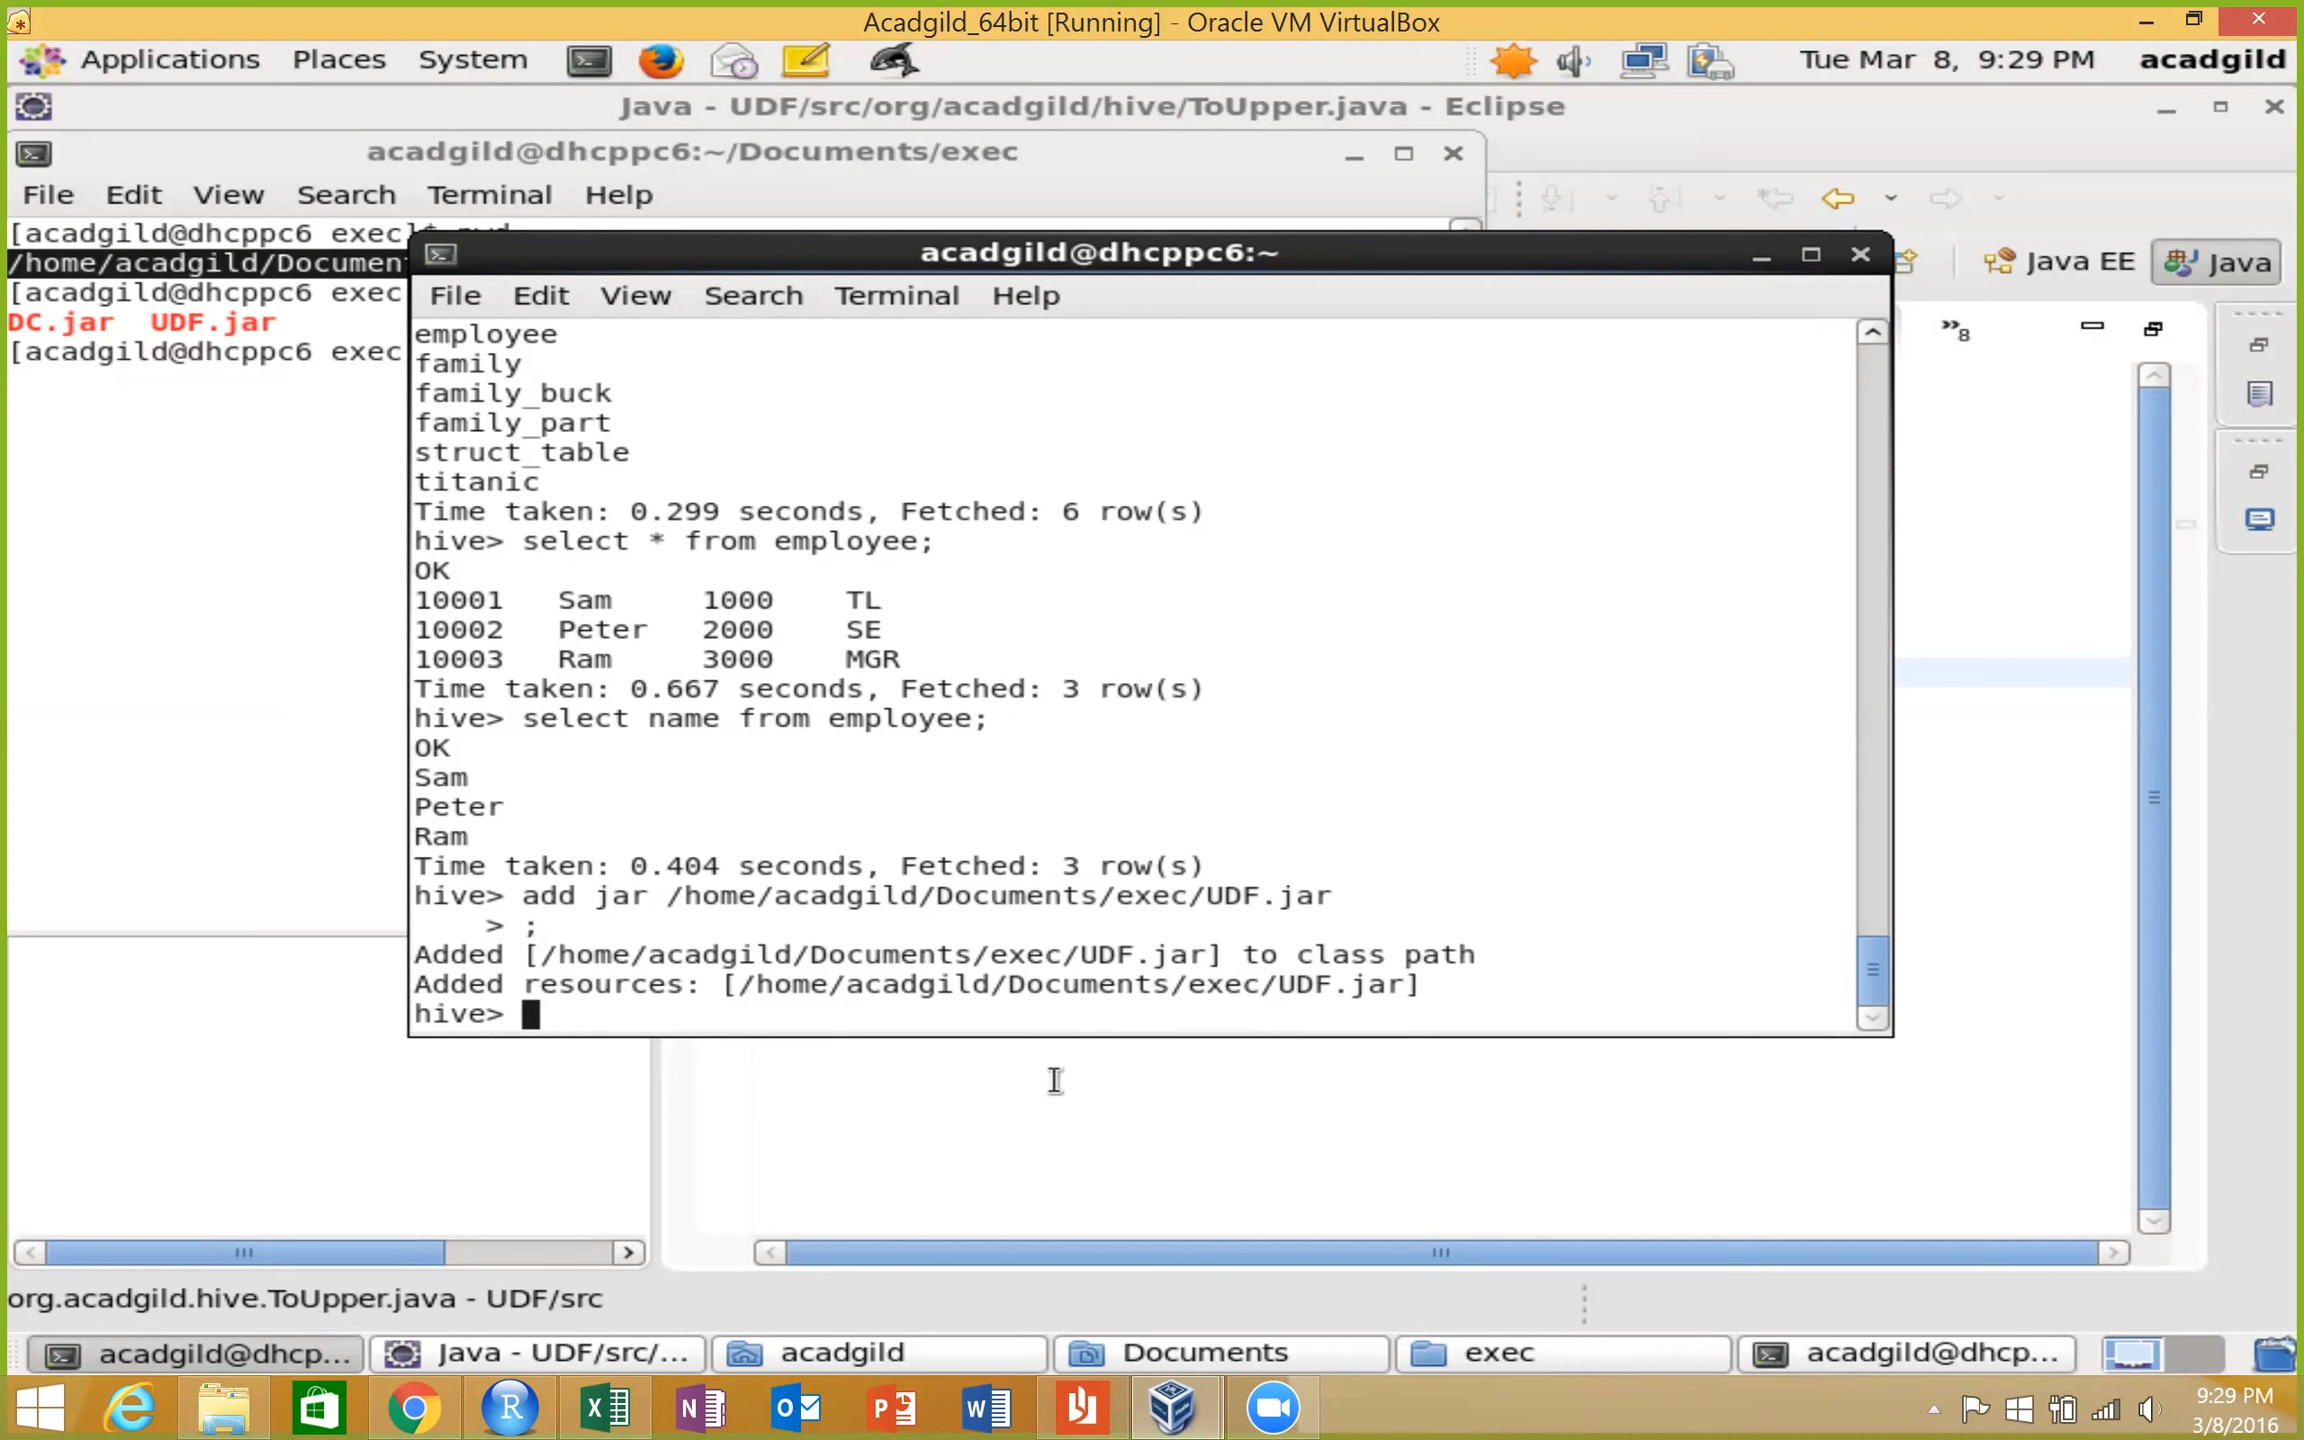 Acadgild_64bit [Running] - Oracle VM VirtualBox
Applications Places System
Tue Mar 8, 9:29 PM acadgild
Java - UDF/src/org/acadgild/hive/ToUpper.java - Eclipse
acadgild@dhcppc6:~/Documents/exec
File Edit View Search Terminal Help
[acadgild@dhcppc6 exec]$
/home/acadgild/Documen
[acadgild@dhcppc6 exec
DC.jar UDF.jar
[acadgild@dhcppc6 exec
Java EE Java
»8
acadgild@dhcppc6:~
File Edit View Search Terminal Help
employee
family
family_buck
family_part
struct_table
titanic
Time taken: 0.299 seconds, Fetched: 6 row(s)
hive> select * from employee;
OK
10001 Sam 1000 TL
10002 Peter 2000 SE
10003 Ram 3000 MGR
Time taken: 0.667 seconds, Fetched: 3 row(s)
hive> select name from employee;
OK
Sam
Peter
Ram
Time taken: 0.404 seconds, Fetched: 3 row(s)
hive> add jar /home/acadgild/Documents/exec/UDF.jar
> ;
Added [/home/acadgild/Documents/exec/UDF.jar] to class path
Added resources: [/home/acadgild/Documents/exec/UDF.jar]
hive>
org.acadgild.hive.ToUpper.java - UDF/src
acadgild@dhcp... Java - UDF/src/... acadgild Documents exec acadgild@dhcp...
9:29 PM
3/8/2016